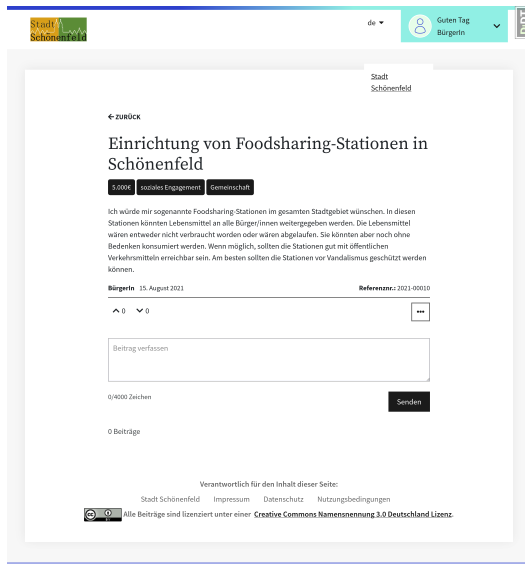 Stadt
Schönenfeld
de
Guten Tag
BürgerIn
Stadt
Schönenfeld
← ZURÜCK
Einrichtung von Foodsharing-Stationen in
Schönenfeld
5.000€ soziales Engagement Gemeinschaft
Ich würde mir sogenannte Foodsharing-Stationen im gesamten Stadtgebiet wünschen. In diesen
Stationen könnten Lebensmittel an alle Bürger/innen weitergegeben werden. Die Lebensmittel
wären entweder nicht verbraucht worden oder wären abgelaufen. Sie könnten aber noch ohne
Bedenken konsumiert werden. Wenn möglich, sollten die Stationen gut mit öffentlichen
Verkehrsmitteln erreichbar sein. Am besten sollten die Stationen vor Vandalismus geschützt werden
können.
BürgerIn 15. August 2021 Referenznr.: 2021-00010
0 0 •••
Beitrag verfassen
0/4000 Zeichen Senden
0 Beiträge
Verantwortlich für den Inhalt dieser Seite:
Stadt Schönenfeld Impressum Datenschutz Nutzungsbedingungen
cc BY Alle Beiträge sind lizenziert unter einer Creative Commons Namensnennung 3.0 Deutschland Lizenz.